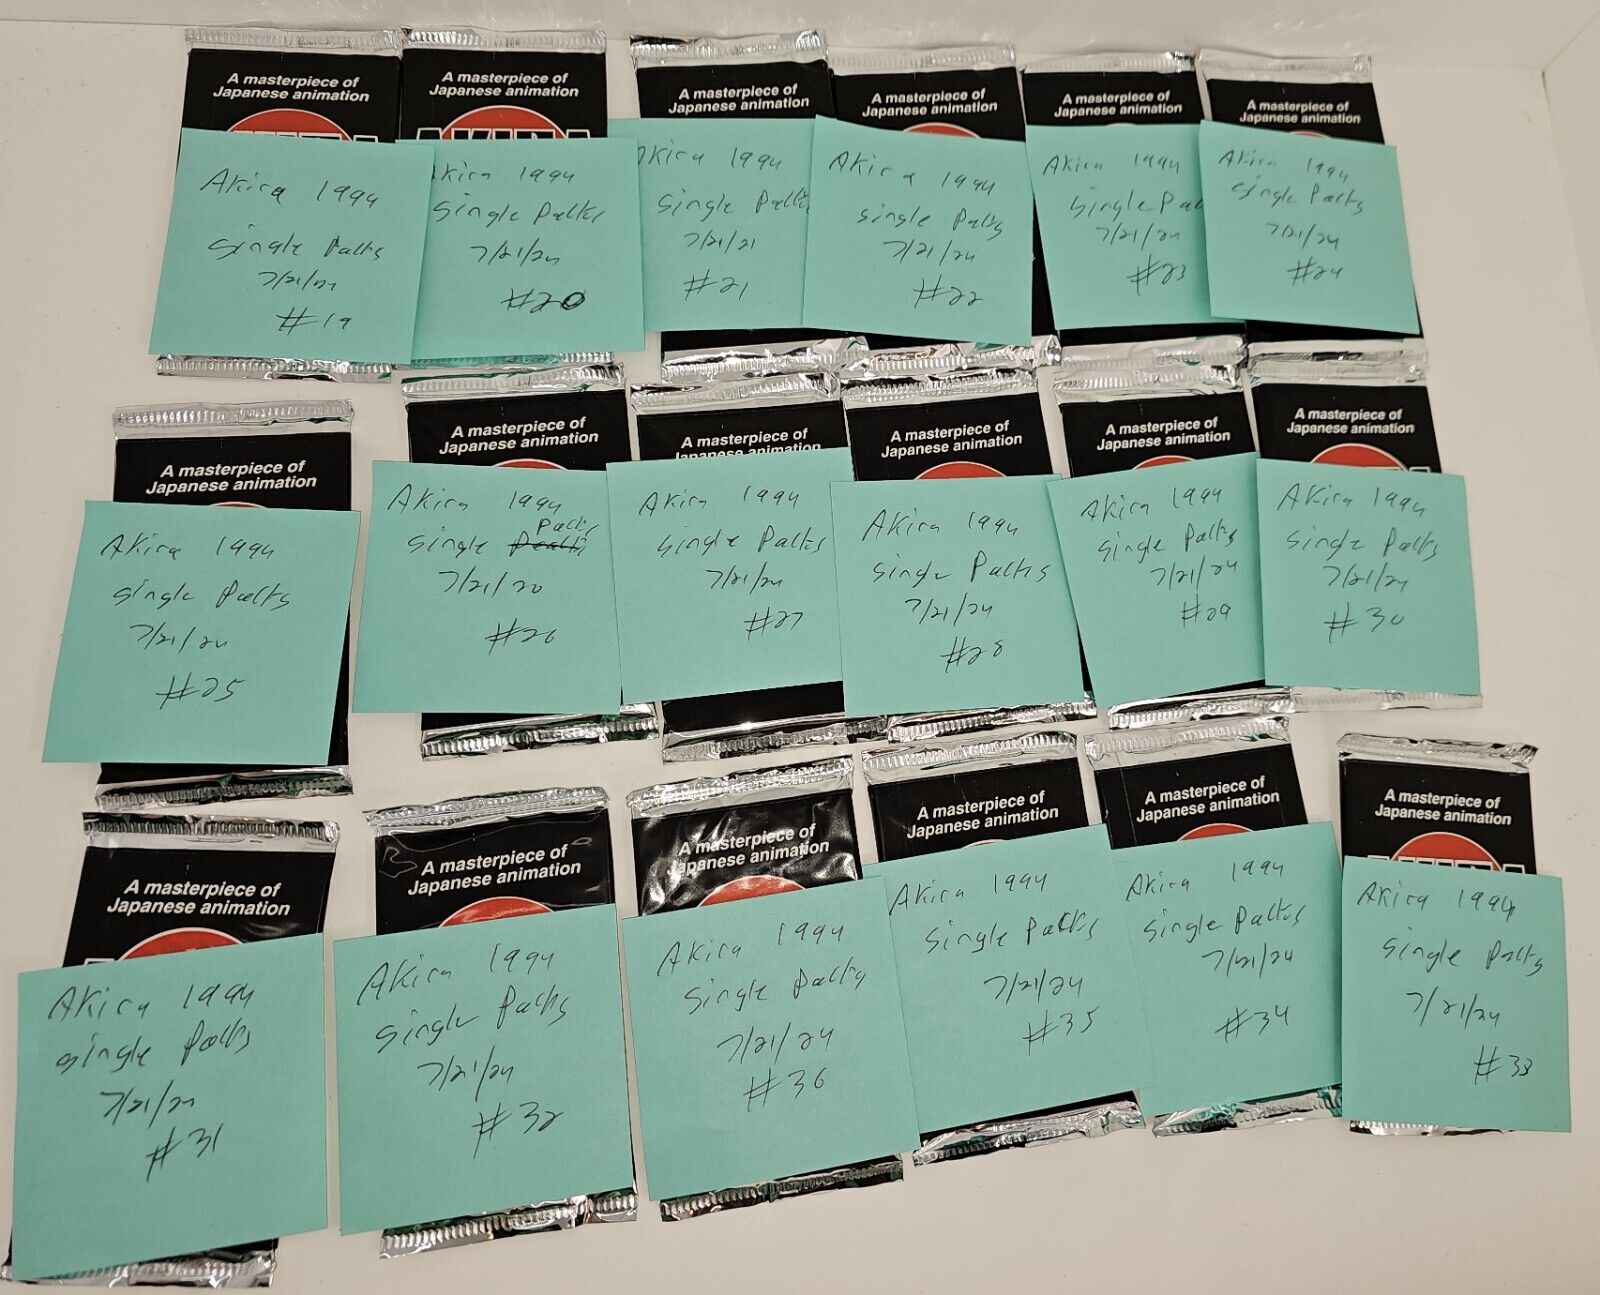 A masterpiece of
Japanese animation
Akira 1994
Single Packs
7/21/24
#19
A masterpiece of
Japanese animation
AKIRA
Akira 1994
Single Packs
7/21/24
#20
A masterpiece of
Japanese animation
Akira 1994
Single Packs
7/21/21
#21
A masterpiece of
Japanese animation
Akira 1994
Single Packs
7/21/24
#22
A masterpiece of
Japanese animation
Akira 1994
Single Pac
7/21/24
#23
A masterpiece of
Japanese animation
Akira 1994
Single Packs
7/21/24
#24
A masterpiece of
Japanese animation
Akira 1994
Single Packs
7/21/24
#25
A masterpiece of
Japanese animation
Akira 1994
Packs
Single
7/21/20
#26
A masterpiece of
Japanese animation
Akira 1994
Single Packs
7/21/24
#27
A masterpiece of
Japanese animation
Akira 1994
Single Packs
7/21/24
#28
A masterpiece of
Japanese animation
Akira 1994
Single Packs
7/21/24
#29
A masterpiece of
Japanese animation
Akira 1994
Single Packs
7/21/24
#30
A masterpiece of
Japanese animation
Akira 1994
Single Packs
7/21/24
#31
A masterpiece of
Japanese animation
Akira 1994
Single Packs
7/21/24
#32
A masterpiece of
Japanese animation
Akira 1994
Single Packs
7/21/24
#36
A masterpiece of
Japanese animation
Akira 1994
Single Packs
7/21/24
#35
A masterpiece of
Japanese animation
Akira 1994
Single Packs
7/21/24
#34
A masterpiece of
Japanese animation
Akira 1994
Single Packs
7/21/24
#33